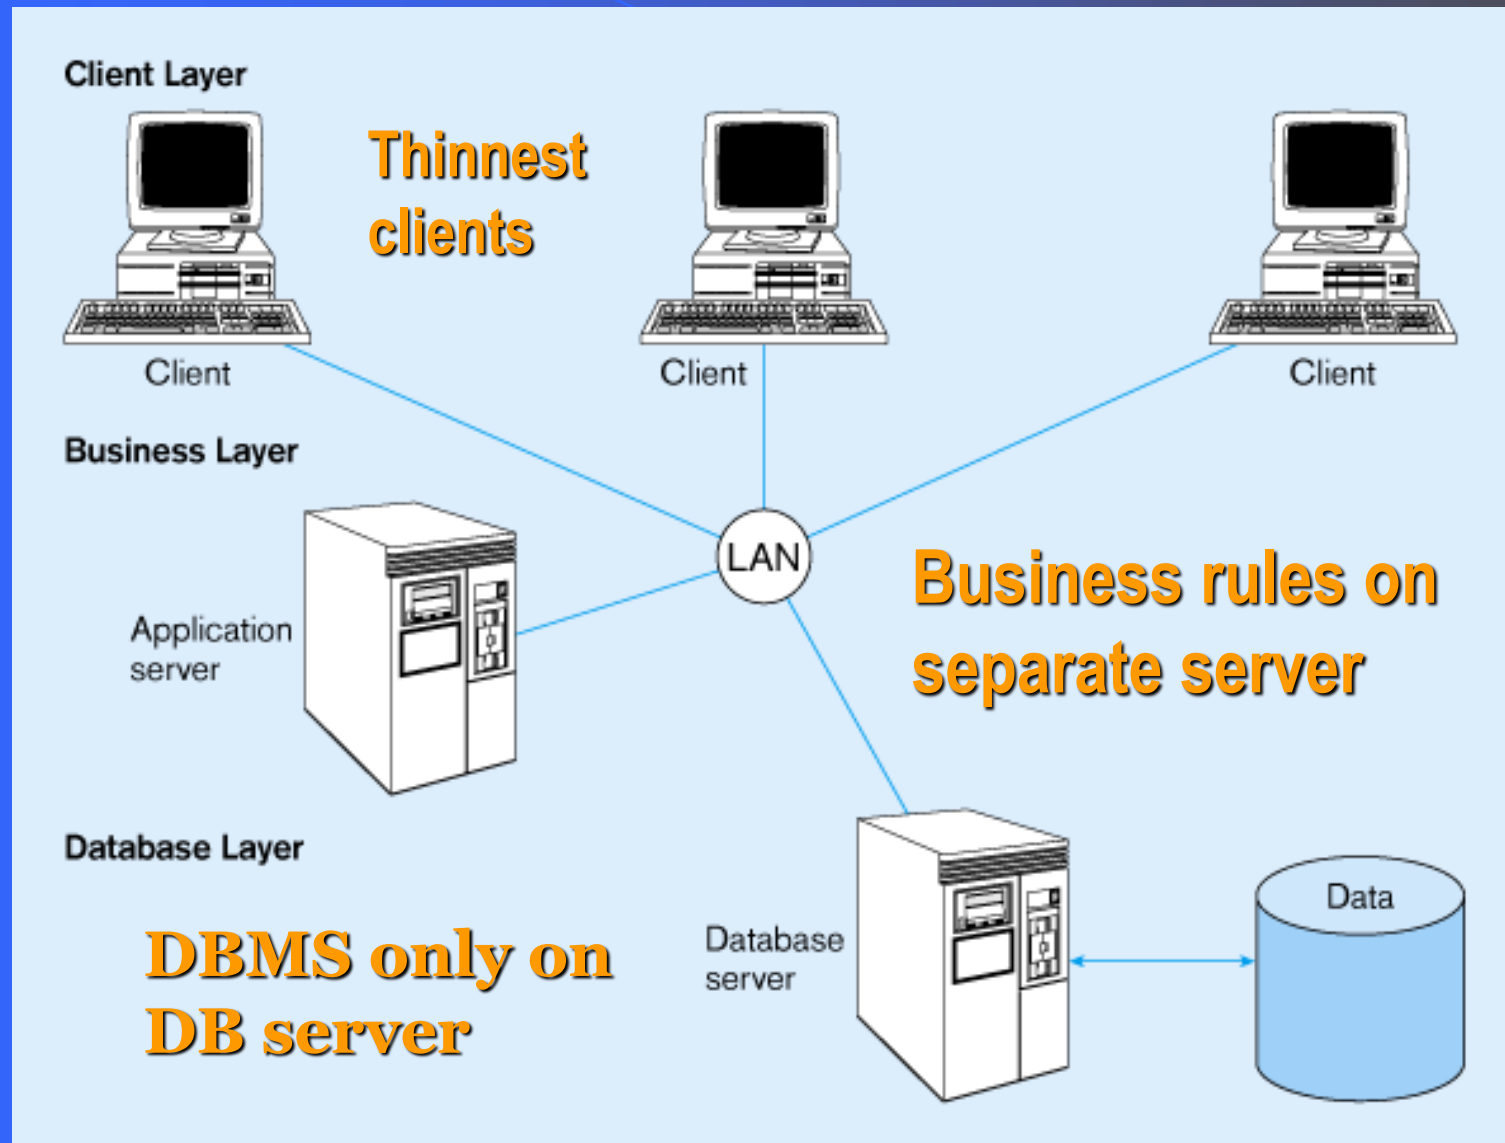 Client Layer
Thinnest
clients
Client
Client
Client
Business Layer
LAN
Application
server
Business rules on
separate server
Database Layer
DBMS only on
DB server
Database
server
Data